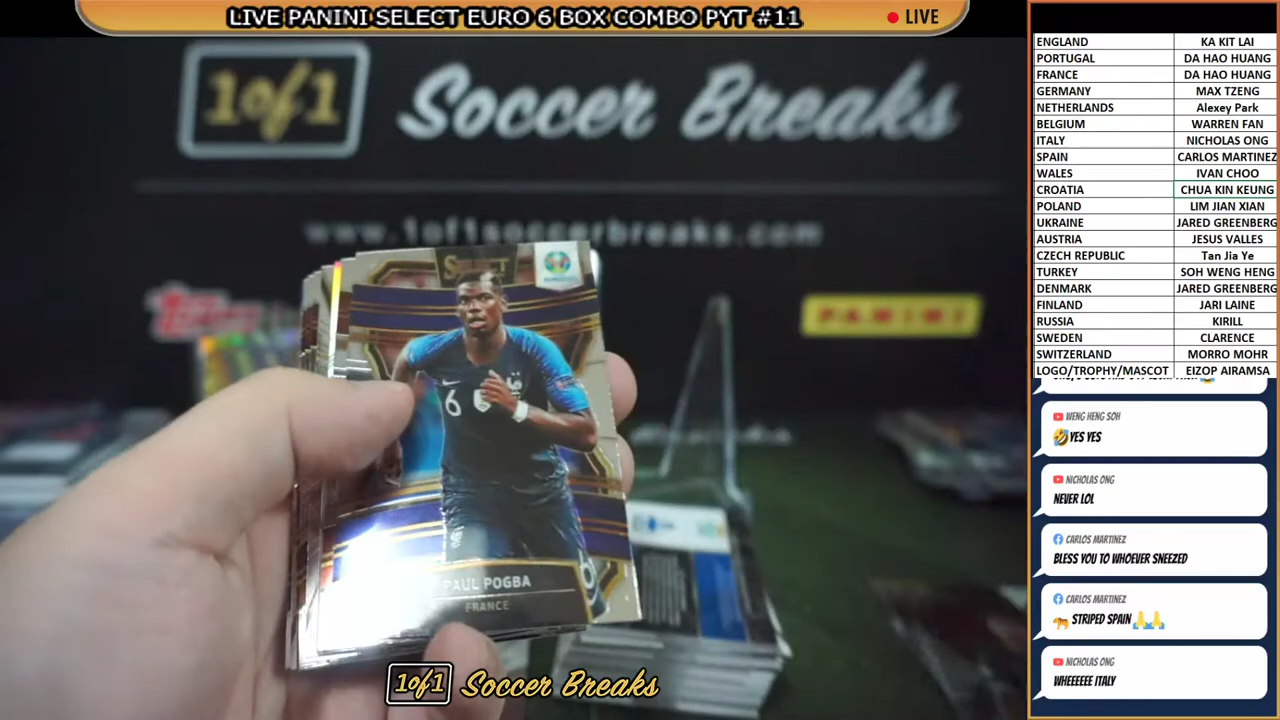 LIVE PANINI SELECT EURO 6 BOX COMBO PYT #11
LIVE
1of1 Soccer Breaks
www.1of1soccerbreaks.com
TOPPS
PANINI
SELECT
6
PAUL POGBA
FRANCE
1of1 Soccer Breaks
ENGLAND KA KIT LAI
PORTUGAL DA HAO HUANG
FRANCE DA HAO HUANG
GERMANY MAX TZENG
NETHERLANDS Alexey Park
BELGIUM WARREN FAN
ITALY NICHOLAS ONG
SPAIN CARLOS MARTINEZ
WALES IVAN CHOO
CROATIA CHUA KIN KEUNG
POLAND LIM JIAN XIAN
UKRAINE JARED GREENBERG
AUSTRIA JESUS VALLES
CZECH REPUBLIC Tan Jia Ye
TURKEY SOH WENG HENG
DENMARK JARED GREENBERG
FINLAND JARI LAINE
RUSSIA KIRILL
SWEDEN CLARENCE
SWITZERLAND MORRO MOHR
LOGO/TROPHY/MASCOT EIZOP AIRAMSA
WENG HENG SOH
🤣YES YES
NICHOLAS ONG
NEVER LOL
CARLOS MARTINEZ
BLESS YOU TO WHOEVER SNEEZED
CARLOS MARTINEZ
🐅 STRIPED SPAIN 🙏🙏
NICHOLAS ONG
WHEEEEEE ITALY